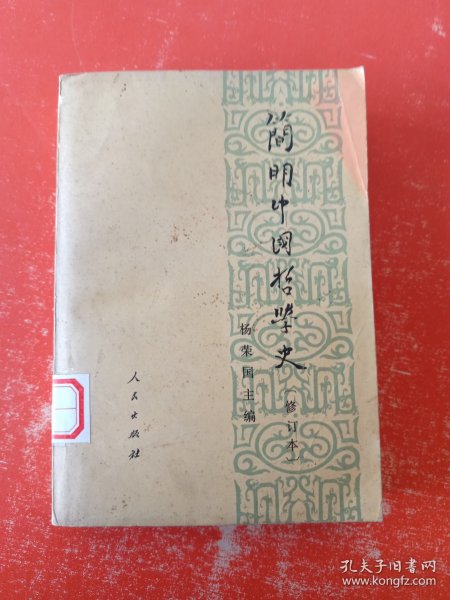 簡明中國哲學史
(修订本)
杨荣国主编
人民出版社
孔夫子旧书网
www.kongfz.com